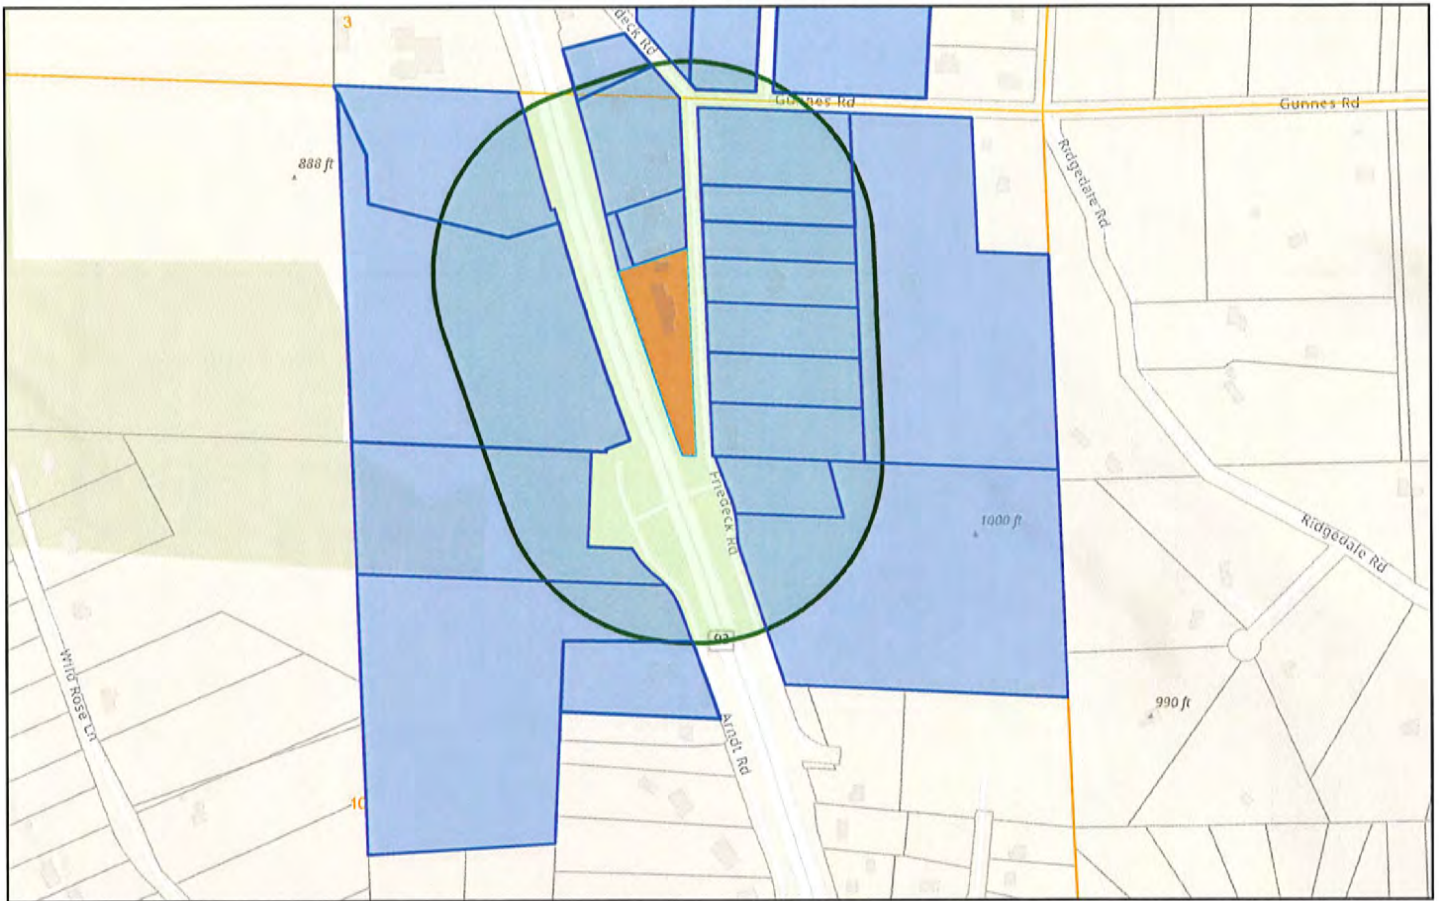 3
deck Rd
Gunnes Rd
Gunnes Rd
888 ft
Ridgedale Rd
Friedeck Rd
1000 ft
Ridgedale Rd
Wild Rose Ln
990 ft
Arndt Rd
10